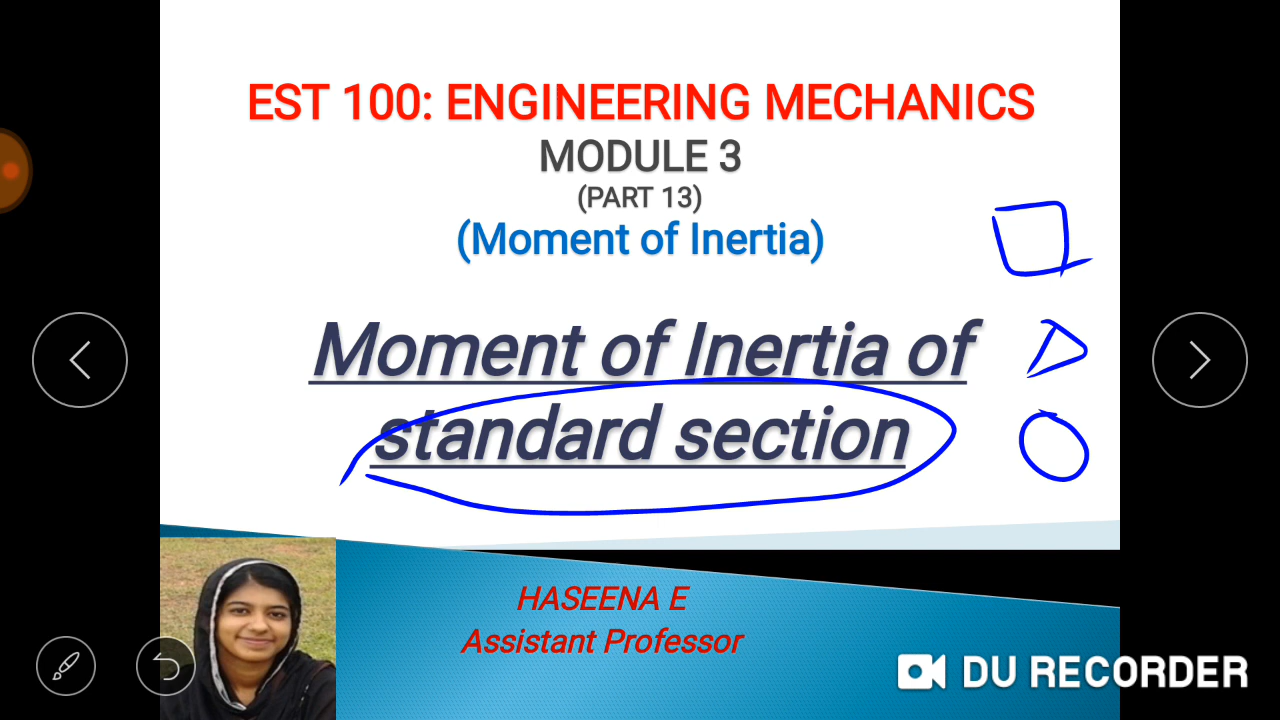 EST 100: ENGINEERING MECHANICS
MODULE 3
(PART 13)
(Moment of Inertia)
Moment of Inertia of
standard section
HASEENA E
Assistant Professor
DU RECORDER